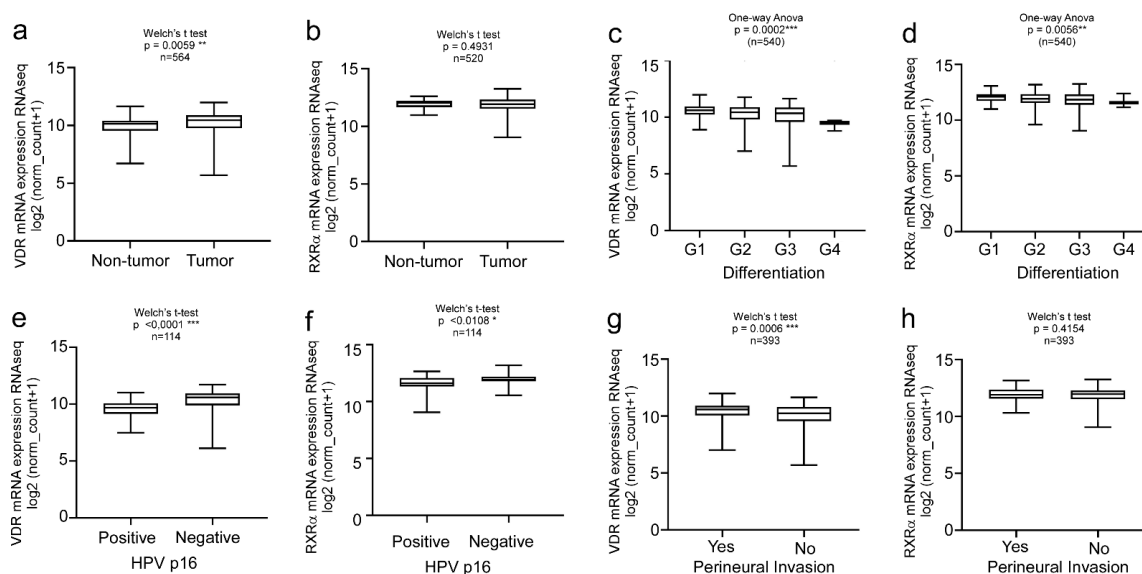 a
Welch's t test
p = 0.0059 **
n=564
VDR mRNA expression RNAseq
log2 (norm_count+1)
15
10
5
0
Non-tumor
Tumor
b
Welch's t test
p = 0.4931
n=520
RXRα mRNA expression RNAseq
log2 (norm_count+1)
15
10
5
0
Non-tumor
Tumor
c
One-way Anova
p = 0.0002***
(n=540)
VDR mRNA expression RNAseq
log2 (norm_count+1)
15
10
5
0
G1
G2
G3
G4
Differentiation
d
One-way Anova
p = 0.0056**
(n=540)
RXRα mRNA expression RNAseq
log2 (norm_count+1)
15
10
5
0
G1
G2
G3
G4
Differentiation
e
Welch's t-test
p <0,0001 ***
n=114
VDR mRNA expression RNAseq
log2 (norm_count+1)
15
10
5
0
Positive
Negative
HPV p16
f
Welch's t-test
p <0.0108 *
n=114
RXRα mRNA expression RNAseq
log2 (norm_count+1)
15
10
5
0
Positive
Negative
HPV p16
g
Welch's t test
p = 0.0006 ***
n=393
VDR mRNA expression RNAseq
log2 (norm_count+1)
15
10
5
0
Yes
No
Perineural Invasion
h
Welch's t test
p = 0.4154
n=393
RXRα mRNA expression RNAseq
log2 (norm_count+1)
15
10
5
0
Yes
No
Perineural Invasion